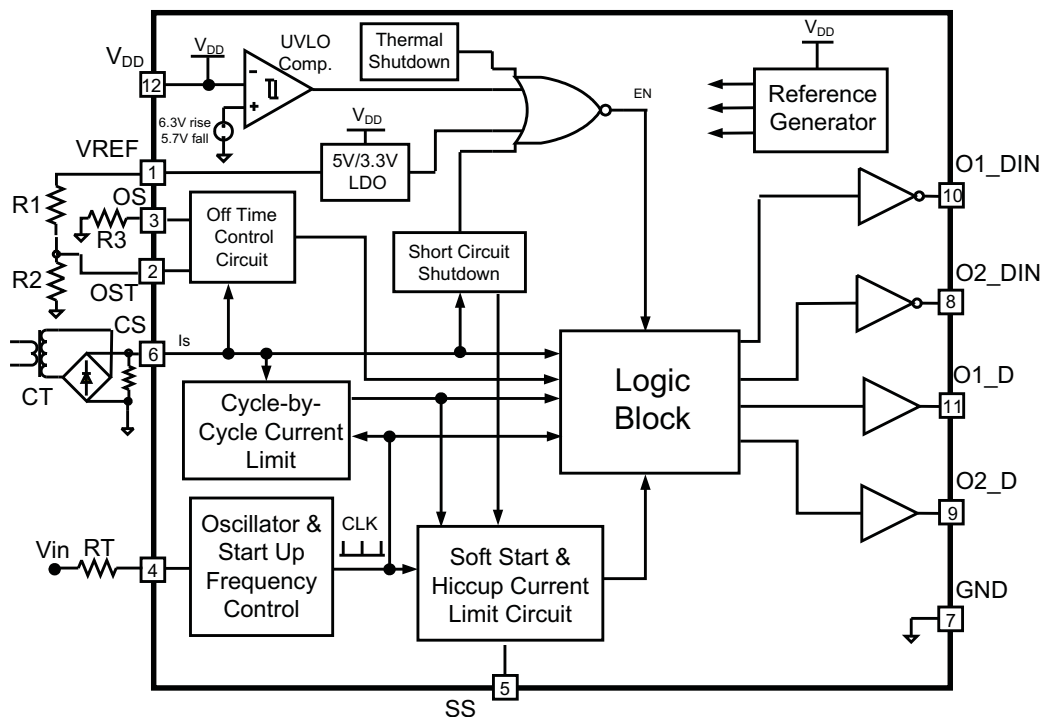 SC
VDD
VDD
12
UVLO
Comp.
-
+
6.3V rise
5.7V fall
Thermal
Shutdown
EN
VDD
Reference
Generator
VREF
1
VDD
5V/3.3V
LDO
R1
OS
3
R3
Off Time
Control
Circuit
R2
2
OST
Short Circuit
Shutdown
O1_DIN
10
O2_DIN
8
CS
6
Is
CT
Logic
Block
O1_D
11
Cycle-by-
Cycle Current
Limit
O2_D
9
Vin
RT
4
Oscillator &
Start Up
Frequency
Control
CLK
Soft Start &
Hiccup Current
Limit Circuit
GND
7
5
SS